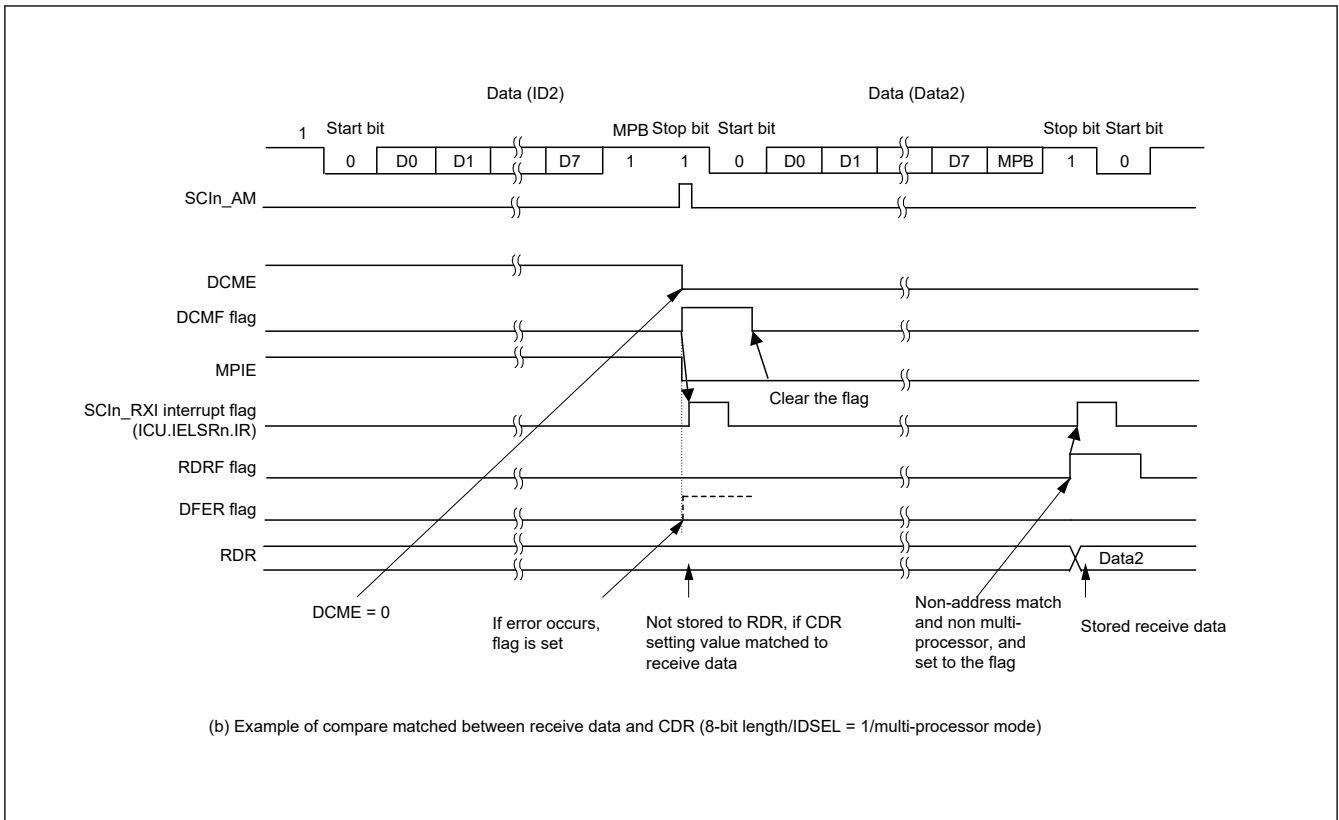 Data (ID2) Data (Data2)
1 Start bit MPB Stop bit Start bit Stop bit Start bit
0 D0 D1 D7 1 1 0 D0 D1 D7 MPB 1 0
SCIn_AM
DCME
DCMF flag
MPIE
Clear the flag
SCIn_RXI interrupt flag
(ICU.IELSRn.IR)
RDRF flag
DFER flag
RDR Data2
DCME = 0
If error occurs,
flag is set
Not stored to RDR, if CDR
setting value matched to
receive data
Non-address match
and non multi-
processor, and
set to the flag
Stored receive data
(b) Example of compare matched between receive data and CDR (8-bit length/IDSEL = 1/multi-processor mode)